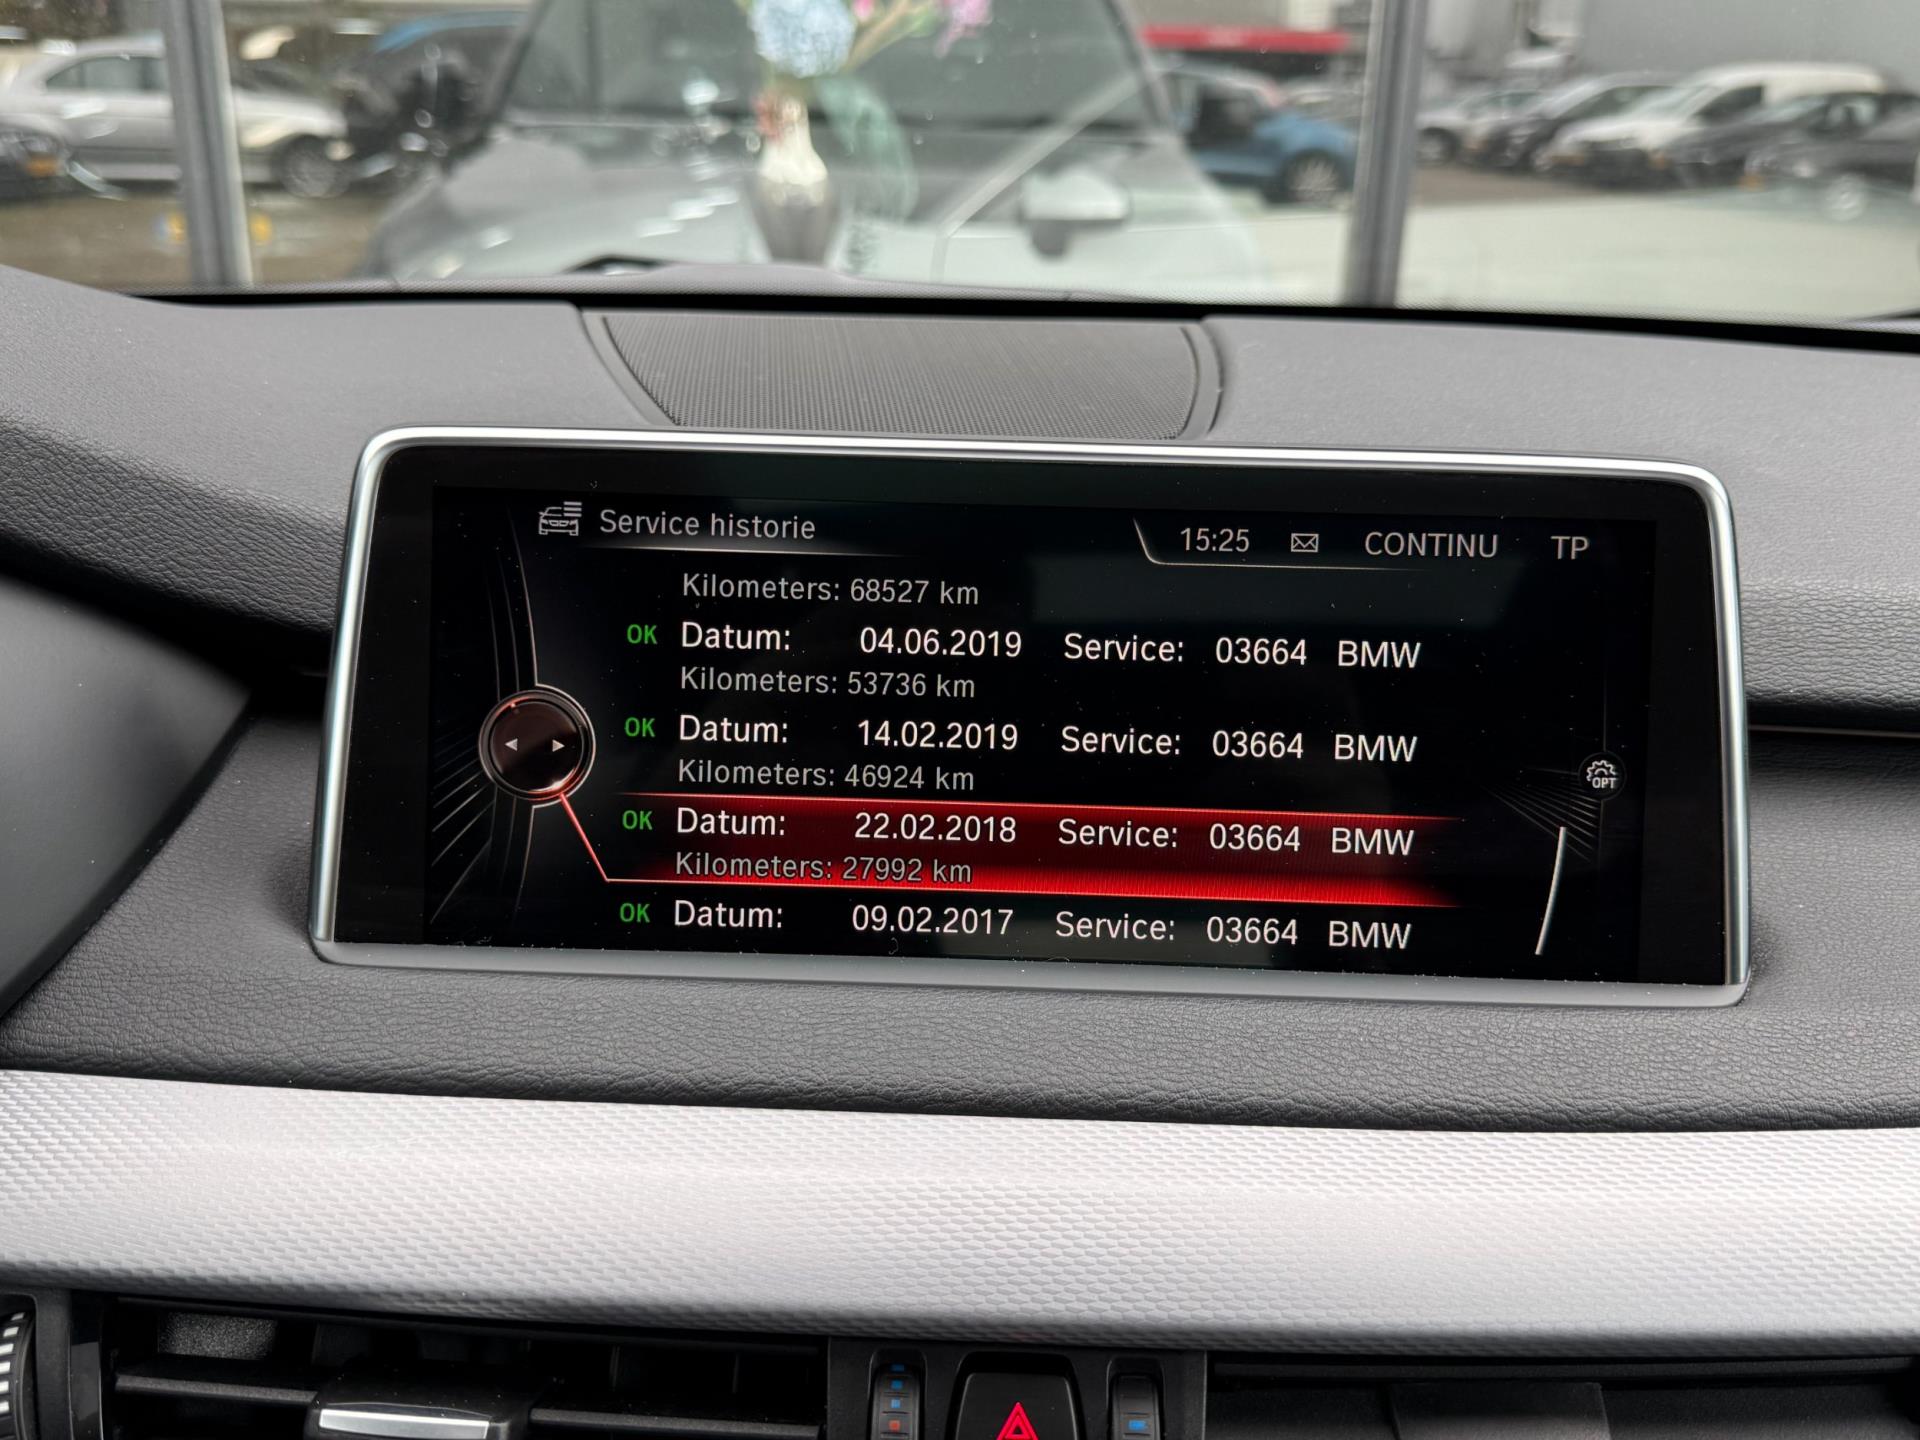 Service historie
15:25 CONTINU TP
Kilometers: 68527 km
OK Datum: 04.06.2019 Service: 03664 BMW
Kilometers: 53736 km
OK Datum: 14.02.2019 Service: 03664 BMW
Kilometers: 46924 km
OK Datum: 22.02.2018 Service: 03664 BMW
Kilometers: 27992 km
OK Datum: 09.02.2017 Service: 03664 BMW
OPT